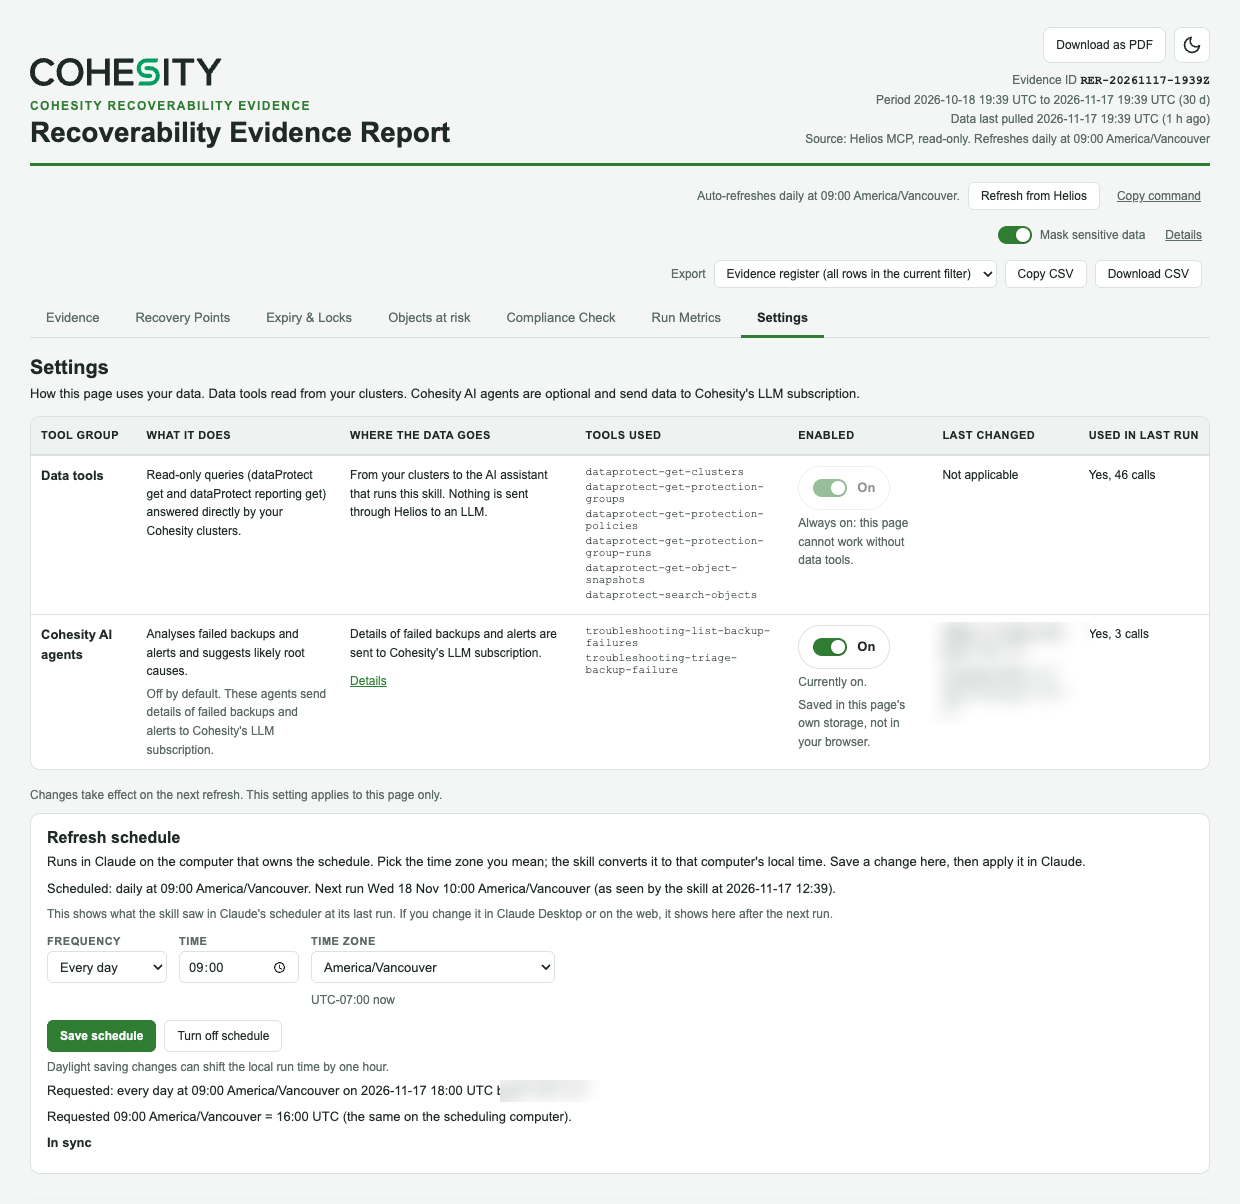 Download as PDF
COHESITY
COHESITY RECOVERABILITY EVIDENCE
Recoverability Evidence Report
Evidence ID RER-20261117-1939Z
Period 2026-10-18 19:39 UTC to 2026-11-17 19:39 UTC (30 d)
Data last pulled 2026-11-17 19:39 UTC (1 h ago)
Source: Helios MCP, read-only. Refreshes daily at 09:00 America/Vancouver
Auto-refreshes daily at 09:00 America/Vancouver. Refresh from Helios Copy command
Mask sensitive data Details
Export Evidence register (all rows in the current filter) Copy CSV Download CSV
Evidence Recovery Points Expiry & Locks Objects at risk Compliance Check Run Metrics Settings
Settings
How this page uses your data. Data tools read from your clusters. Cohesity AI agents are optional and send data to Cohesity's LLM subscription.
TOOL GROUP WHAT IT DOES WHERE THE DATA GOES TOOLS USED ENABLED LAST CHANGED USED IN LAST RUN
Data tools
Read-only queries (dataProtect
get and dataProtect reporting get)
answered directly by your
Cohesity clusters.
From your clusters to the AI assistant
that runs this skill. Nothing is sent
through Helios to an LLM.
dataprotect-get-clusters
dataprotect-get-protection-
groups
dataprotect-get-protection-
policies
dataprotect-get-protection-
group-runs
dataprotect-get-object-
snapshots
dataprotect-search-objects
On
Always on: this page
cannot work without
data tools.
Not applicable
Yes, 46 calls
Cohesity AI
agents
Analyses failed backups and
alerts and suggests likely root
causes.
Off by default. These agents send
details of failed backups and
alerts to Cohesity's LLM
subscription.
Details of failed backups and alerts are
sent to Cohesity's LLM subscription.
Details
troubleshooting-list-backup-
failures
troubleshooting-triage-
backup-failure
On
Currently on.
Saved in this page's
own storage, not in
your browser.
Yes, 3 calls
Changes take effect on the next refresh. This setting applies to this page only.
Refresh schedule
Runs in Claude on the computer that owns the schedule. Pick the time zone you mean; the skill converts it to that computer's local time. Save a change here, then apply it in Claude.
Scheduled: daily at 09:00 America/Vancouver. Next run Wed 18 Nov 10:00 America/Vancouver (as seen by the skill at 2026-11-17 12:39).
This shows what the skill saw in Claude's scheduler at its last run. If you change it in Claude Desktop or on the web, it shows here after the next run.
FREQUENCY TIME TIME ZONE
Every day 09:00 America/Vancouver
UTC-07:00 now
Save schedule Turn off schedule
Daylight saving changes can shift the local run time by one hour.
Requested: every day at 09:00 America/Vancouver on 2026-11-17 18:00 UTC
Requested 09:00 America/Vancouver = 16:00 UTC (the same on the scheduling computer).
In sync